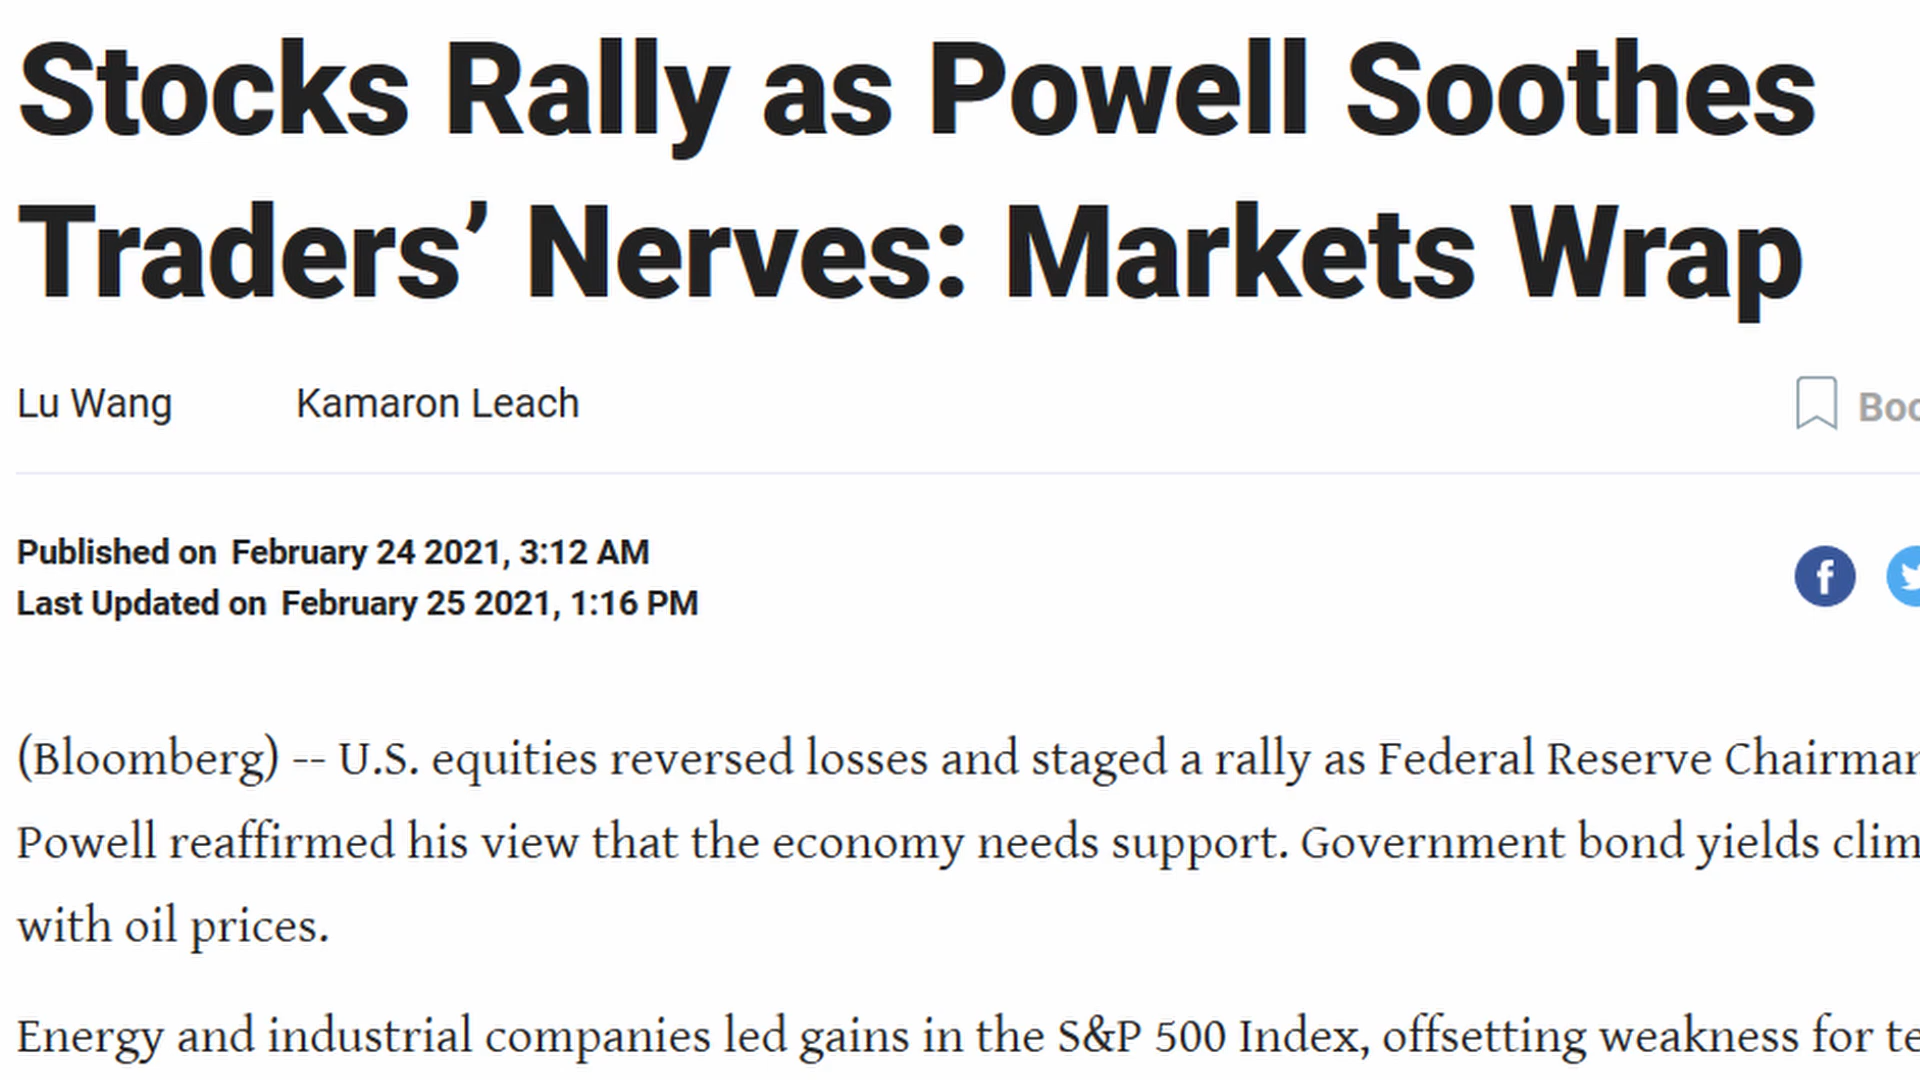 Stocks Rally as Powell Soothes
Traders’ Nerves: Markets Wrap
Lu Wang Kamaron Leach
Published on February 24 2021, 3:12 AM
Last Updated on February 25 2021, 1:16 PM
(Bloomberg) -- U.S. equities reversed losses and staged a rally as Federal Reserve Chairman
Powell reaffirmed his view that the economy needs support. Government bond yields
with oil prices.
Energy and industrial companies led gains in the S&P 500 Index, offsetting weakness for